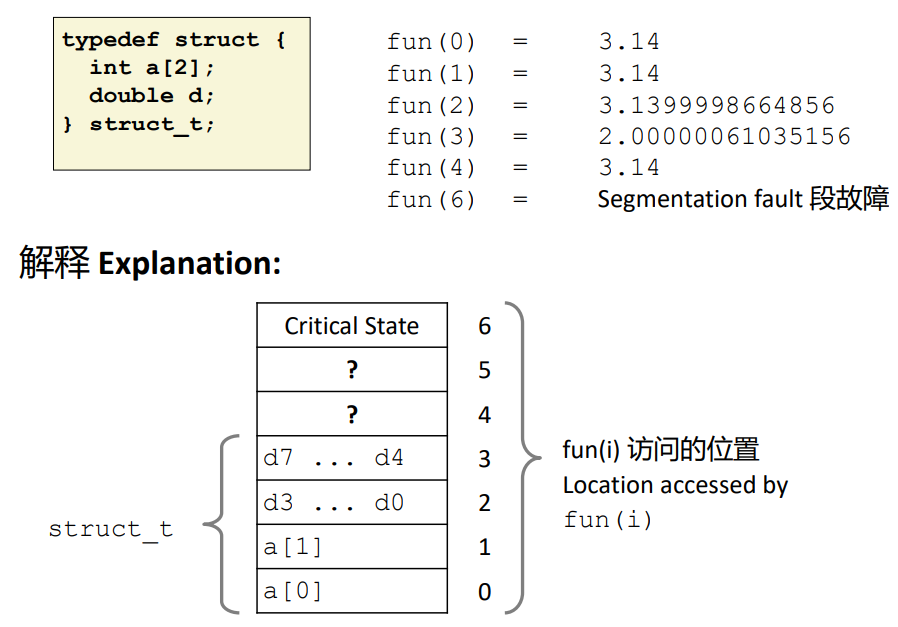 typedef struct {
int a[2];
double d;
} struct_t;
fun(0) = 3.14
fun(1) = 3.14
fun(2) = 3.1399998664856
fun(3) = 2.00000061035156
fun(4) = 3.14
fun(6) = Segmentation fault 段故障
解释 Explanation:
Critical State 6
? 5
? 4
d7 ... d4 3
d3 ... d0 2
a[1] 1
a[0] 0
struct_t
fun(i) 访问的位置
Location accessed by
fun(i)